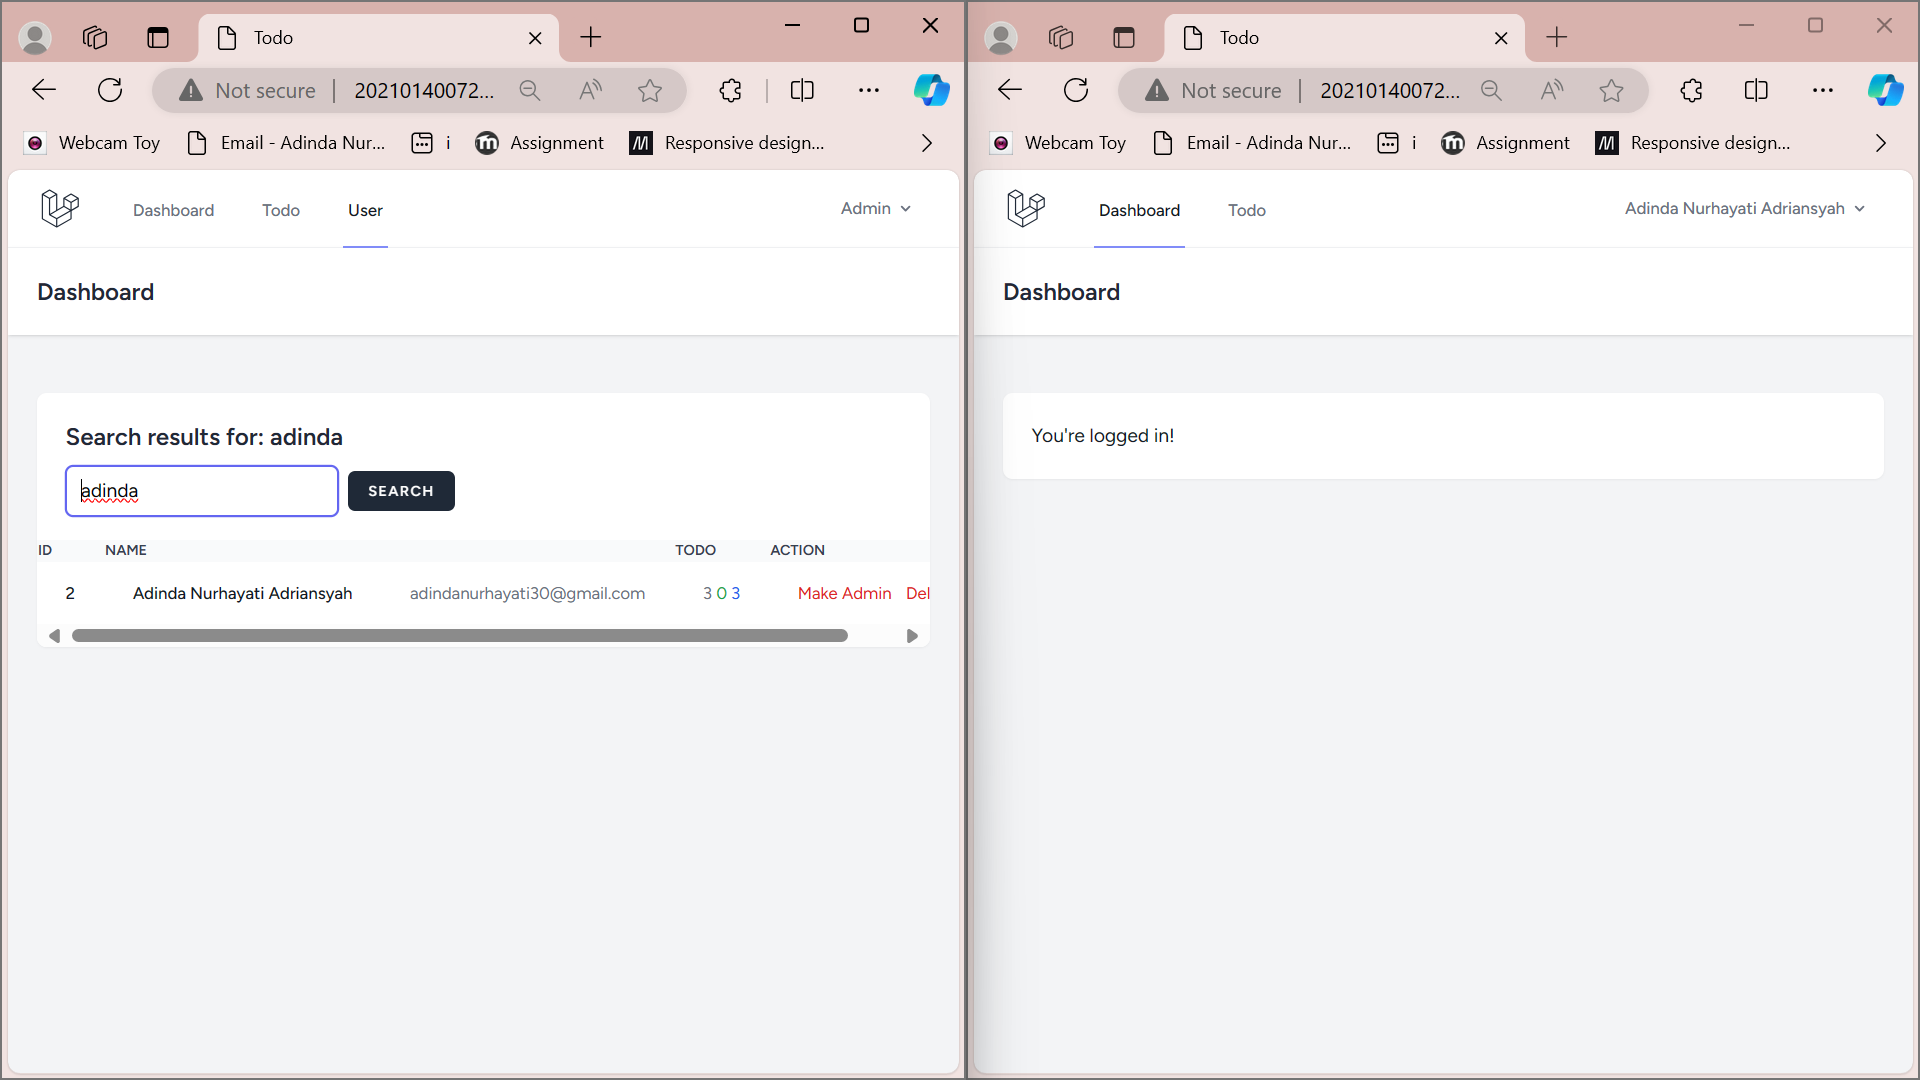 Todo
Not secure
20210140072...
Webcam Toy
Email - Adinda Nur...
i
Assignment
Responsive design...
Dashboard
Todo
User
Admin
Dashboard
Search results for: adinda
adinda
SEARCH
ID NAME TODO ACTION
2 Adinda Nurhayati Adriansyah adindanurhayati30@gmail.com 3 0 3 Make Admin Del
Todo
Not secure
20210140072...
Webcam Toy
Email - Adinda Nur...
i
Assignment
Responsive design...
Dashboard
Todo
Adinda Nurhayati Adriansyah
Dashboard
You're logged in!